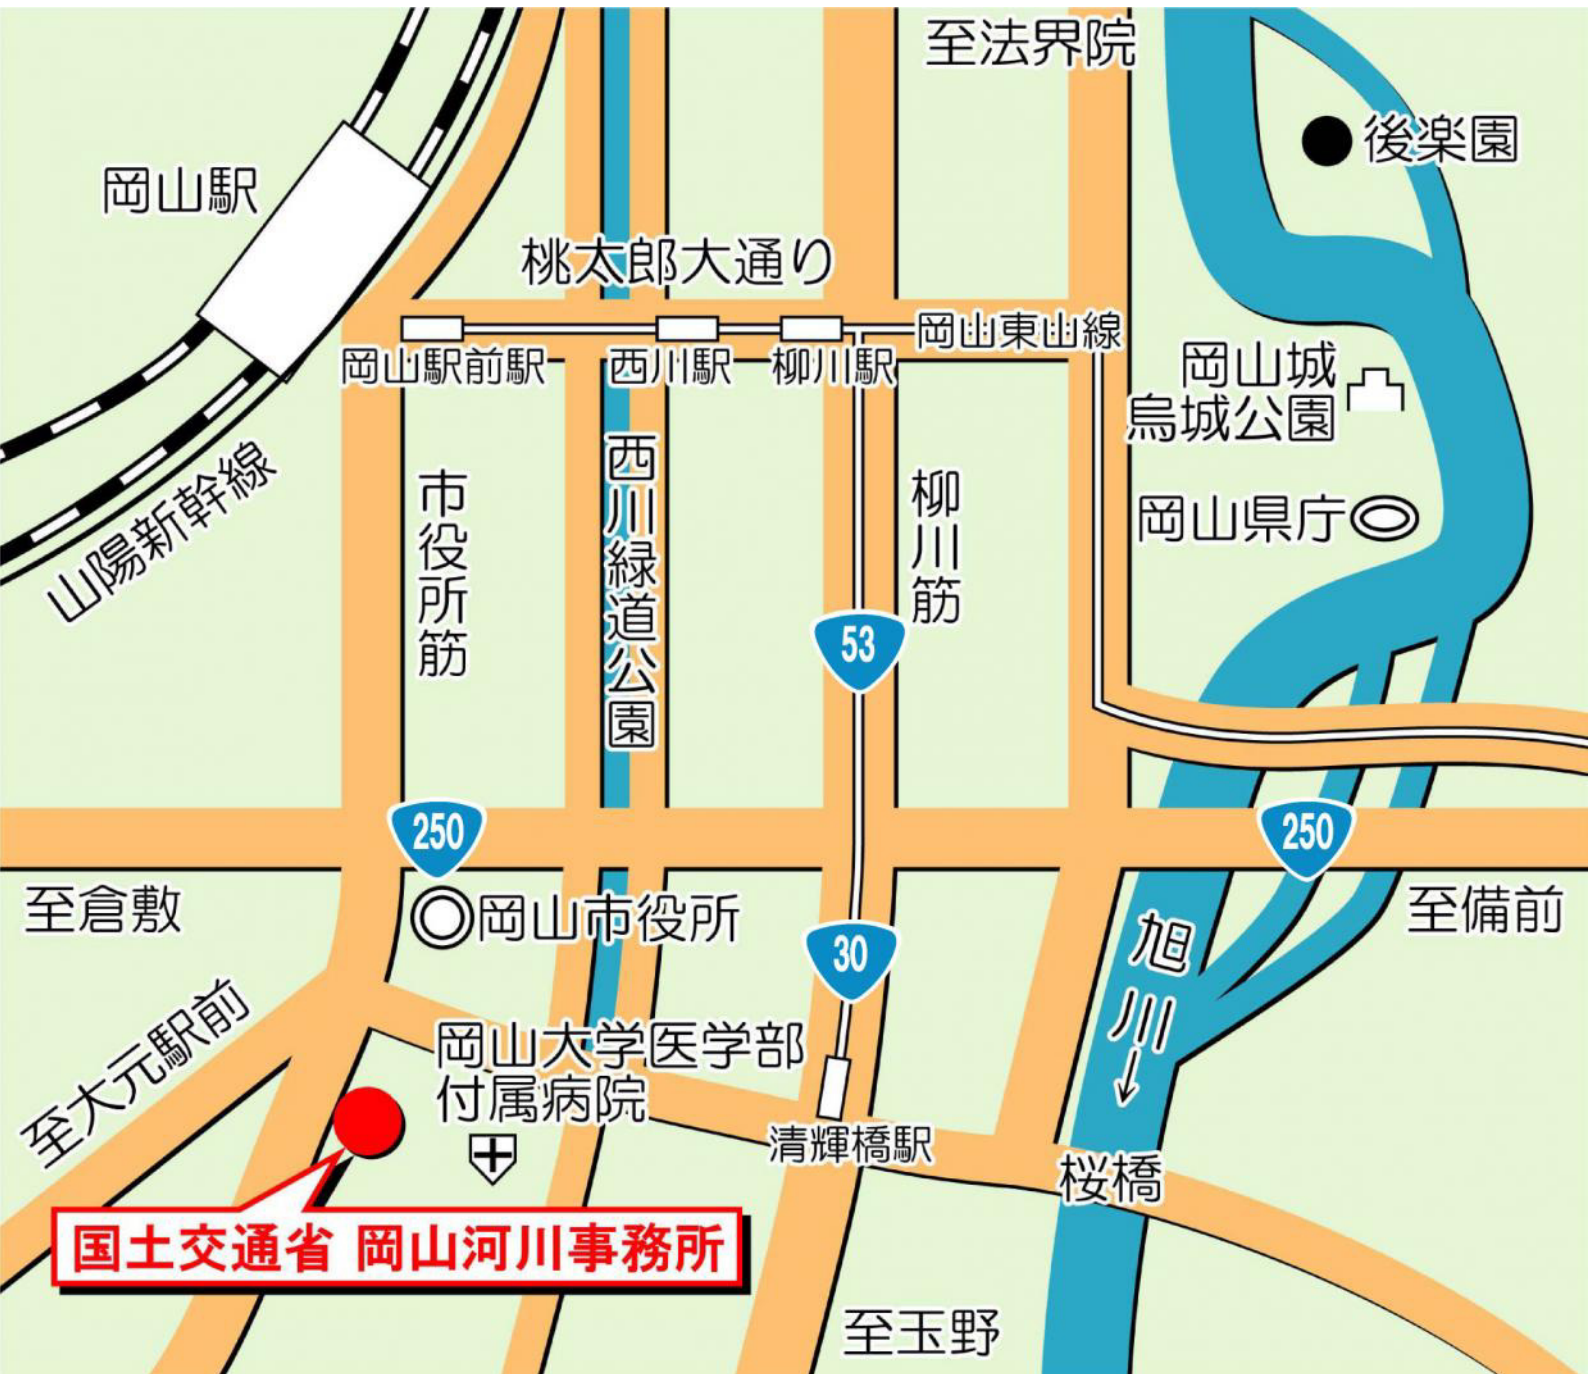 至法界院
後楽園
岡山駅
桃太郎大通り
岡山東山線
岡山駅前駅
西川駅
柳川駅
岡山城
烏城公園
岡山県庁
山陽新幹線
市役所筋
西川緑道公園
柳川筋
53
250
250
至倉敷
岡山市役所
至備前
30
旭川
至大元駅前
岡山大学医学部
付属病院
清輝橋駅
桜橋
国土交通省 岡山河川事務所
至玉野